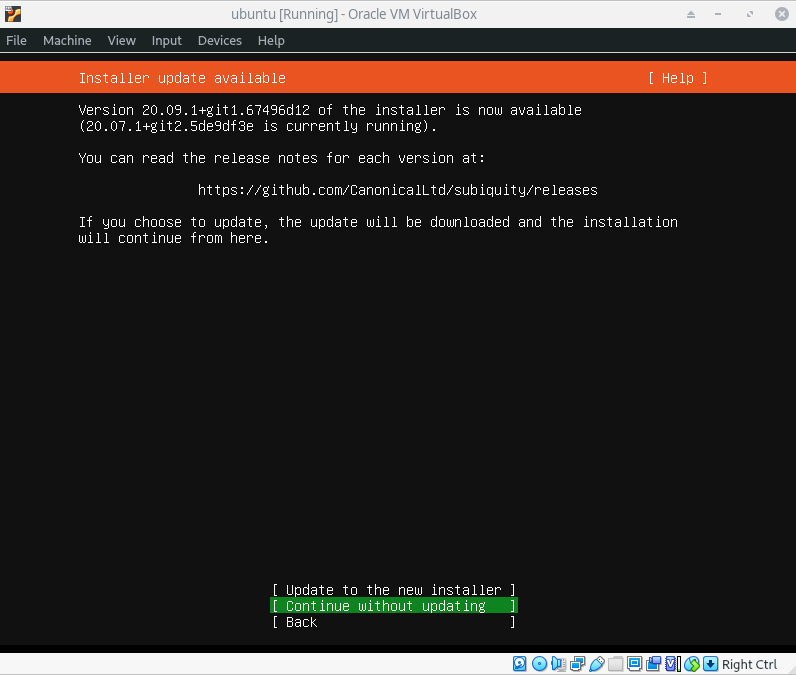 ubuntu [Running] - Oracle VM VirtualBox
File Machine View Input Devices Help
Installer update available [ Help ]
Version 20.09.1+git1.67496d12 of the installer is now available
(20.07.1+git2.5de9df3e is currently running).
You can read the release notes for each version at:
https://github.com/CanonicalLtd/subiquity/releases
If you choose to update, the update will be downloaded and the installation
will continue from here.
[ Update to the new installer ]
[ Continue without updating ]
[ Back ]
Right Ctrl